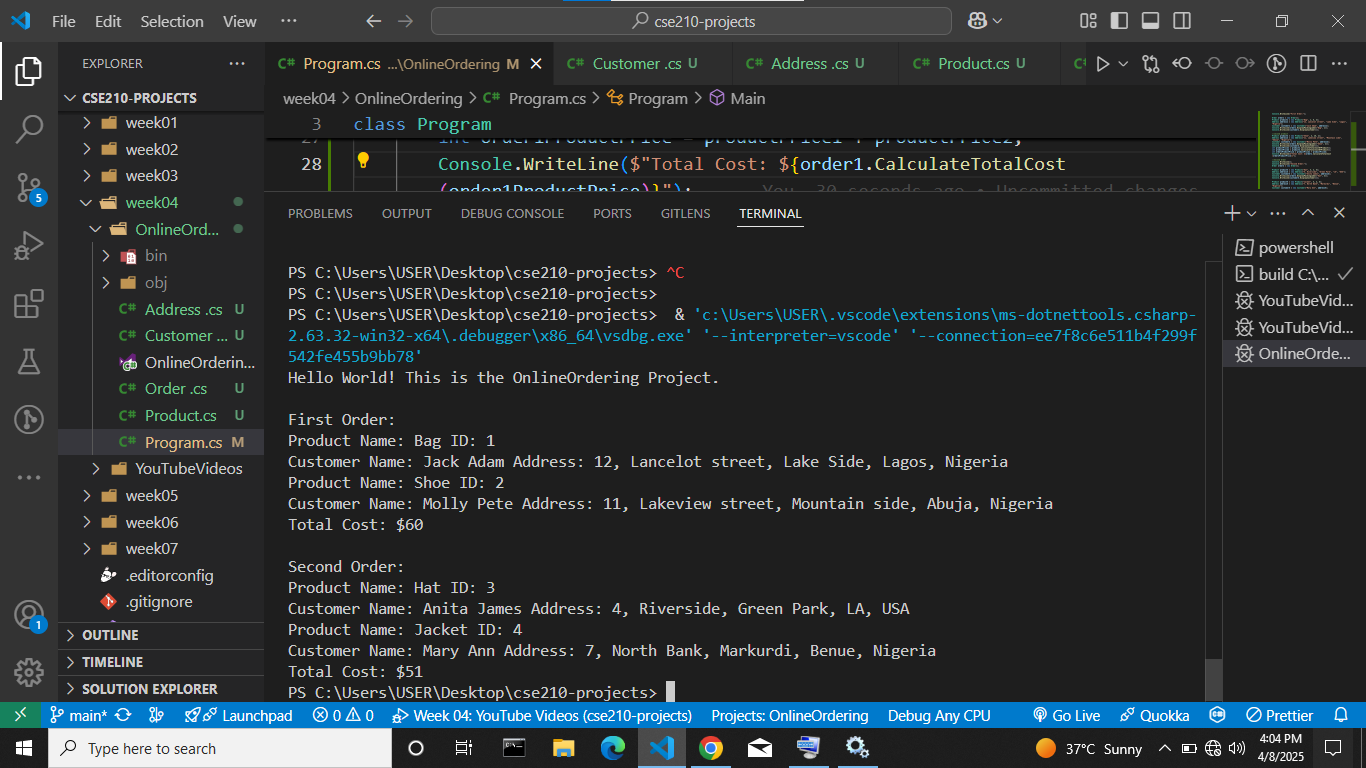 File Edit Selection View ··· cse210-projects
EXPLORER ···
CSE210-PROJECTS
week01
week02
week03
week04
OnlineOrd...
bin
obj
Address .cs U
Customer ... U
OnlineOrderin...
Order .cs U
Product.cs U
Program.cs M
YouTubeVideos
week05
week06
week07
.editorconfig
.gitignore
OUTLINE
TIMELINE
SOLUTION EXPLORER
5
1
C# Program.cs ...\OnlineOrdering M C# Customer .cs U C# Address .cs U C# Product.cs U
week04 > OnlineOrdering > C# Program.cs > Program > Main
3 class Program
27 int order1ProductPrice = productPrice1 + productPrice2;
28 Console.WriteLine($"Total Cost: ${order1.CalculateTotalCost
(order1ProductPrice)}"); You, 30 seconds ago • Uncommitted changes
PROBLEMS OUTPUT DEBUG CONSOLE PORTS GITLENS TERMINAL
PS C:\Users\USER\Desktop\cse210-projects> ^C
PS C:\Users\USER\Desktop\cse210-projects>
PS C:\Users\USER\Desktop\cse210-projects>  & 'c:\Users\USER\.vscode\extensions\ms-dotnettools.csharp-
2.63.32-win32-x64\.debugger\x86_64\vsdbg.exe' '--interpreter=vscode' '--connection=ee7f8c6e511b4f299f
542fe455b9bb78'
Hello World! This is the OnlineOrdering Project.
First Order:
Product Name: Bag ID: 1
Customer Name: Jack Adam Address: 12, Lancelot street, Lake Side, Lagos, Nigeria
Product Name: Shoe ID: 2
Customer Name: Molly Pete Address: 11, Lakeview street, Mountain side, Abuja, Nigeria
Total Cost: $60
Second Order:
Product Name: Hat ID: 3
Customer Name: Anita James Address: 4, Riverside, Green Park, LA, USA
Product Name: Jacket ID: 4
Customer Name: Mary Ann Address: 7, North Bank, Markurdi, Benue, Nigeria
Total Cost: $51
PS C:\Users\USER\Desktop\cse210-projects>
powershell
build C:\...
YouTubeVid...
YouTubeVid...
OnlineOrde...
main* Launchpad 0 0 Week 04: YouTube Videos (cse210-projects) Projects: OnlineOrdering Debug Any CPU Go Live Quokka Prettier
Type here to search
37°C Sunny
4:04 PM
4/8/2025